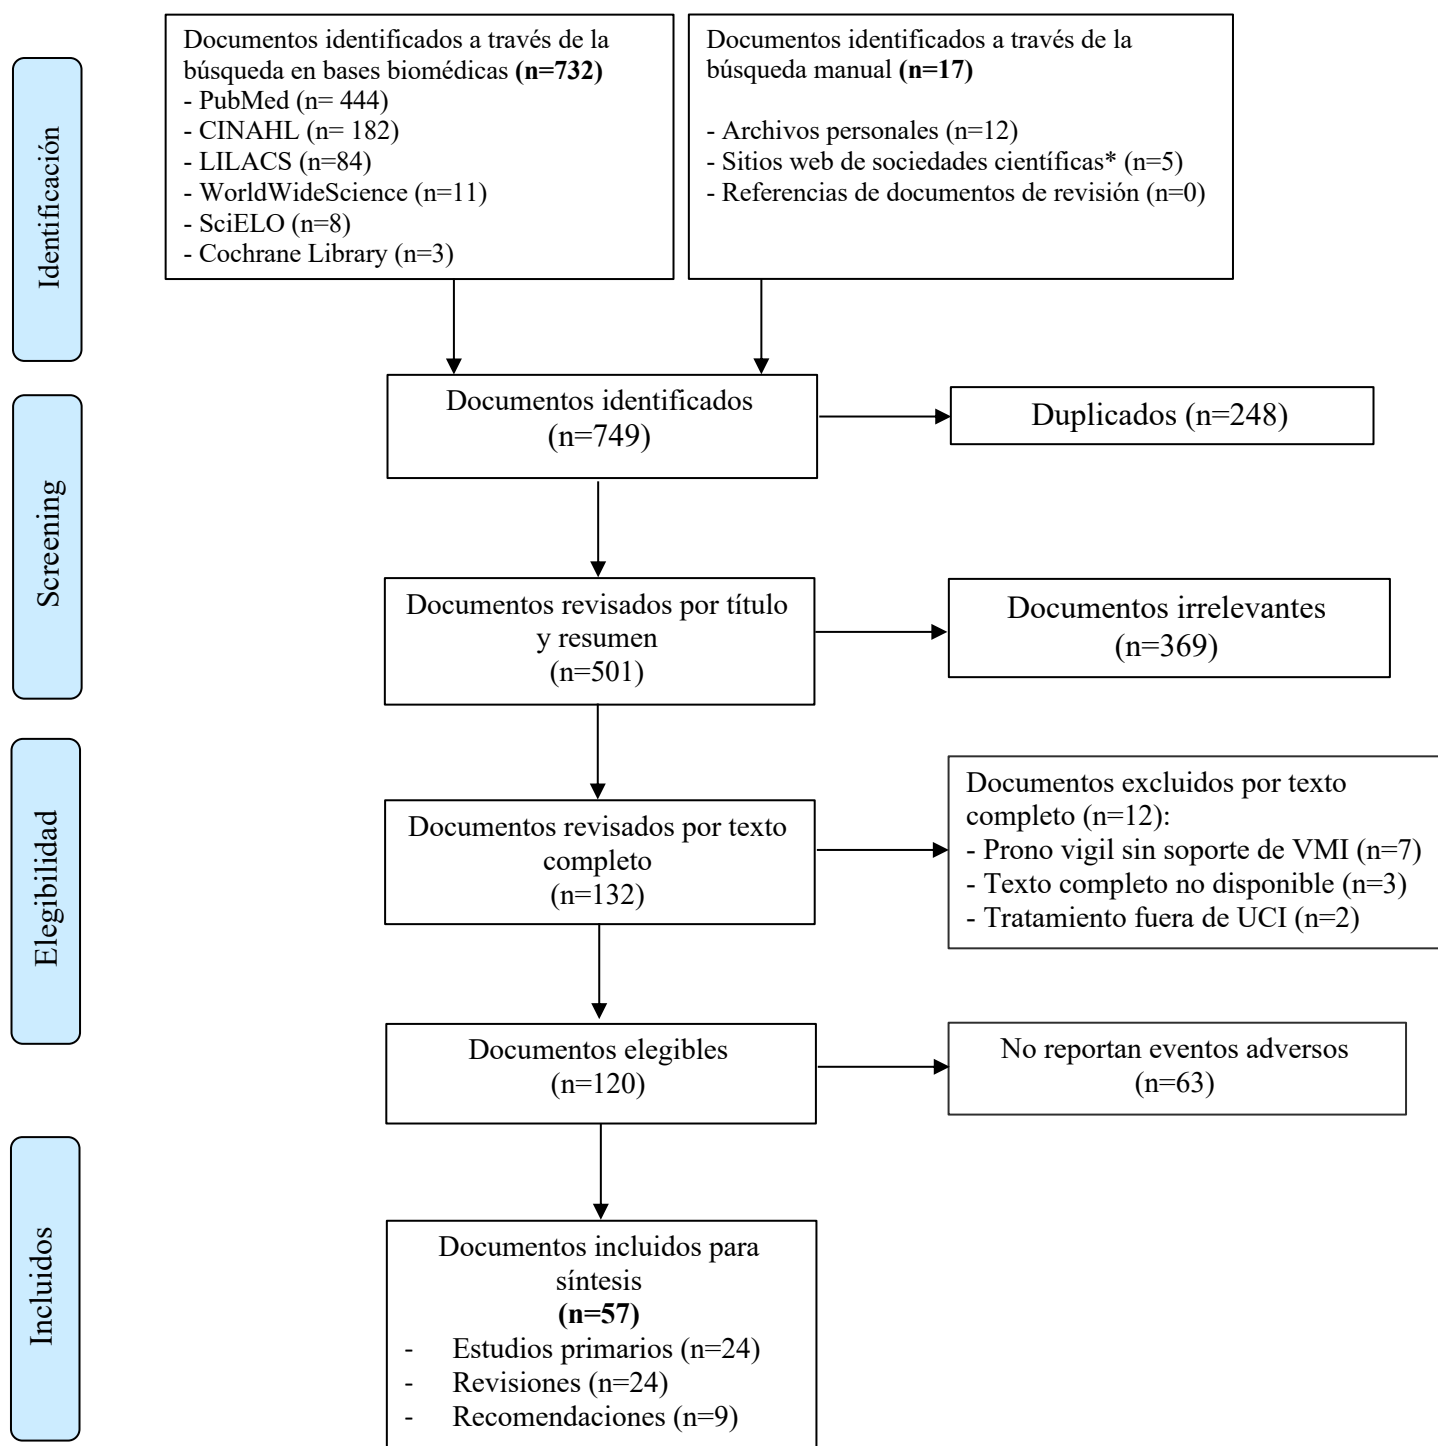 Identificación
Documentos identificados a través de la
búsqueda en bases biomédicas (n=732)
- PubMed (n= 444)
- CINAHL (n= 182)
- LILACS (n=84)
- WorldWideScience (n=11)
- SciELO (n=8)
- Cochrane Library (n=3)
Documentos identificados a través de la
búsqueda manual (n=17)
- Archivos personales (n=12)
- Sitios web de sociedades científicas* (n=5)
- Referencias de documentos de revisión (n=0)
Screening
Documentos identificados
(n=749)
Duplicados (n=248)
Documentos revisados por título
y resumen
(n=501)
Documentos irrelevantes
(n=369)
Elegibilidad
Documentos revisados por texto
completo
(n=132)
Documentos excluidos por texto
completo (n=12):
- Prono vigil sin soporte de VMI (n=7)
- Texto completo no disponible (n=3)
- Tratamiento fuera de UCI (n=2)
Documentos elegibles
(n=120)
No reportan eventos adversos
(n=63)
Incluidos
Documentos incluidos para
síntesis
(n=57)
- Estudios primarios (n=24)
- Revisiones (n=24)
- Recomendaciones (n=9)